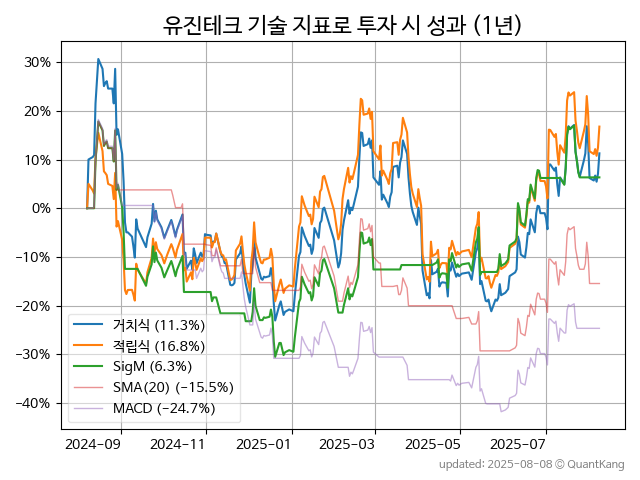 유진테크 기술 지표로 투자 시 성과 (1년)
30%
20%
10%
0%
−10%
−20%
−30%
−40%
거치식 (11.3%)
적립식 (16.8%)
SigM (6.3%)
SMA(20) (−15.5%)
MACD (−24.7%)
2024-09
2024-11
2025-01
2025-03
2025-05
2025-07
updated: 2025-08-08 © QuantKang